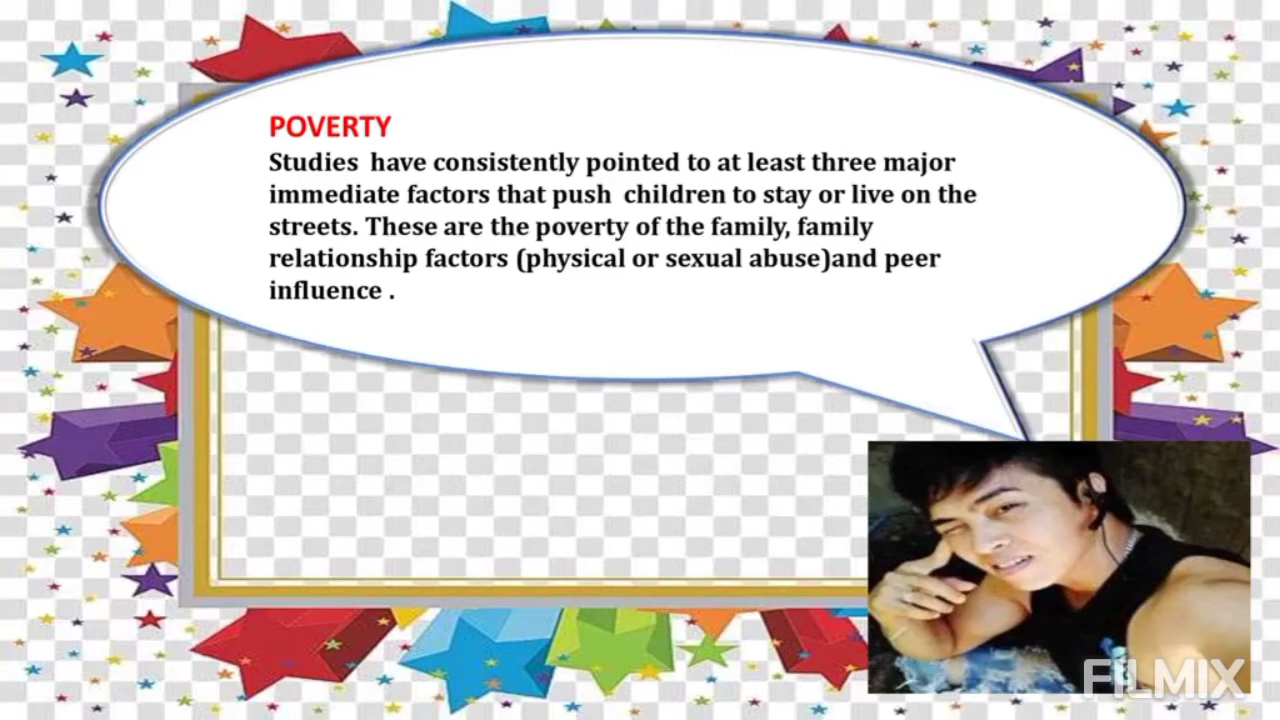 POVERTY
Studies  have consistently pointed to at least three major
immediate factors that push  children to stay or live on the
streets. These are the poverty of the family, family
relationship factors (physical or sexual abuse)and peer
influence .
FILMIX